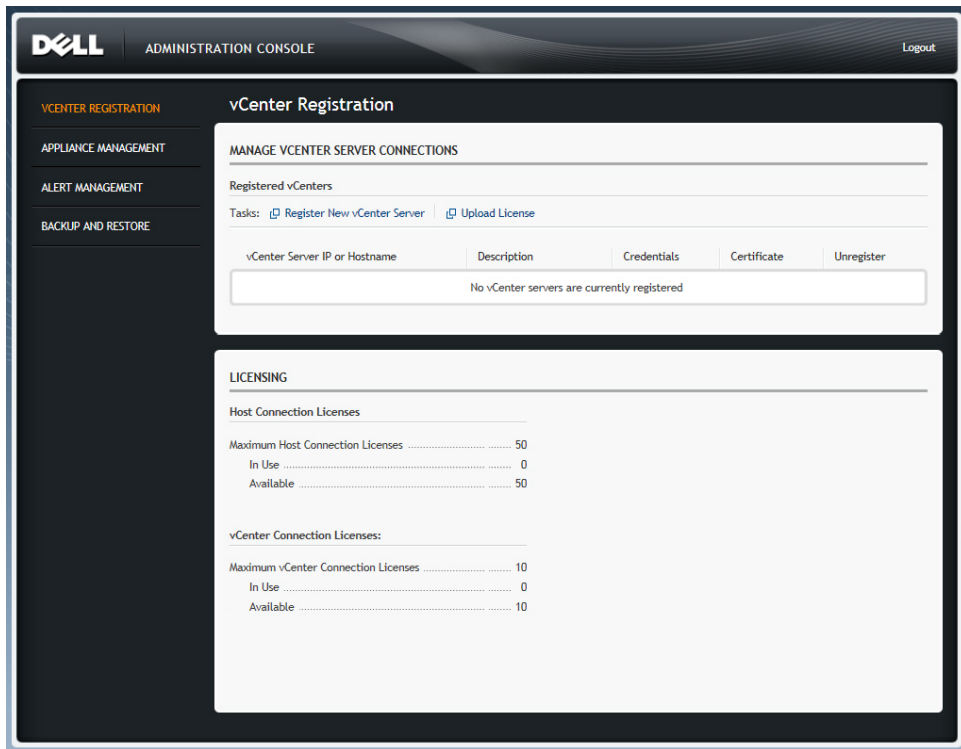 DELL
ADMINISTRATION CONSOLE
Logout
VCENTER REGISTRATION
APPLIANCE MANAGEMENT
ALERT MANAGEMENT
BACKUP AND RESTORE
vCenter Registration
MANAGE VCENTER SERVER CONNECTIONS
Registered vCenters
Tasks: Register New vCenter Server Upload License
vCenter Server IP or Hostname Description Credentials Certificate Unregister
No vCenter servers are currently registered
LICENSING
Host Connection Licenses
Maximum Host Connection Licenses ........ 50
In Use ........ 0
Available ........ 50
vCenter Connection Licenses:
Maximum vCenter Connection Licenses ........ 10
In Use ........ 0
Available ........ 10